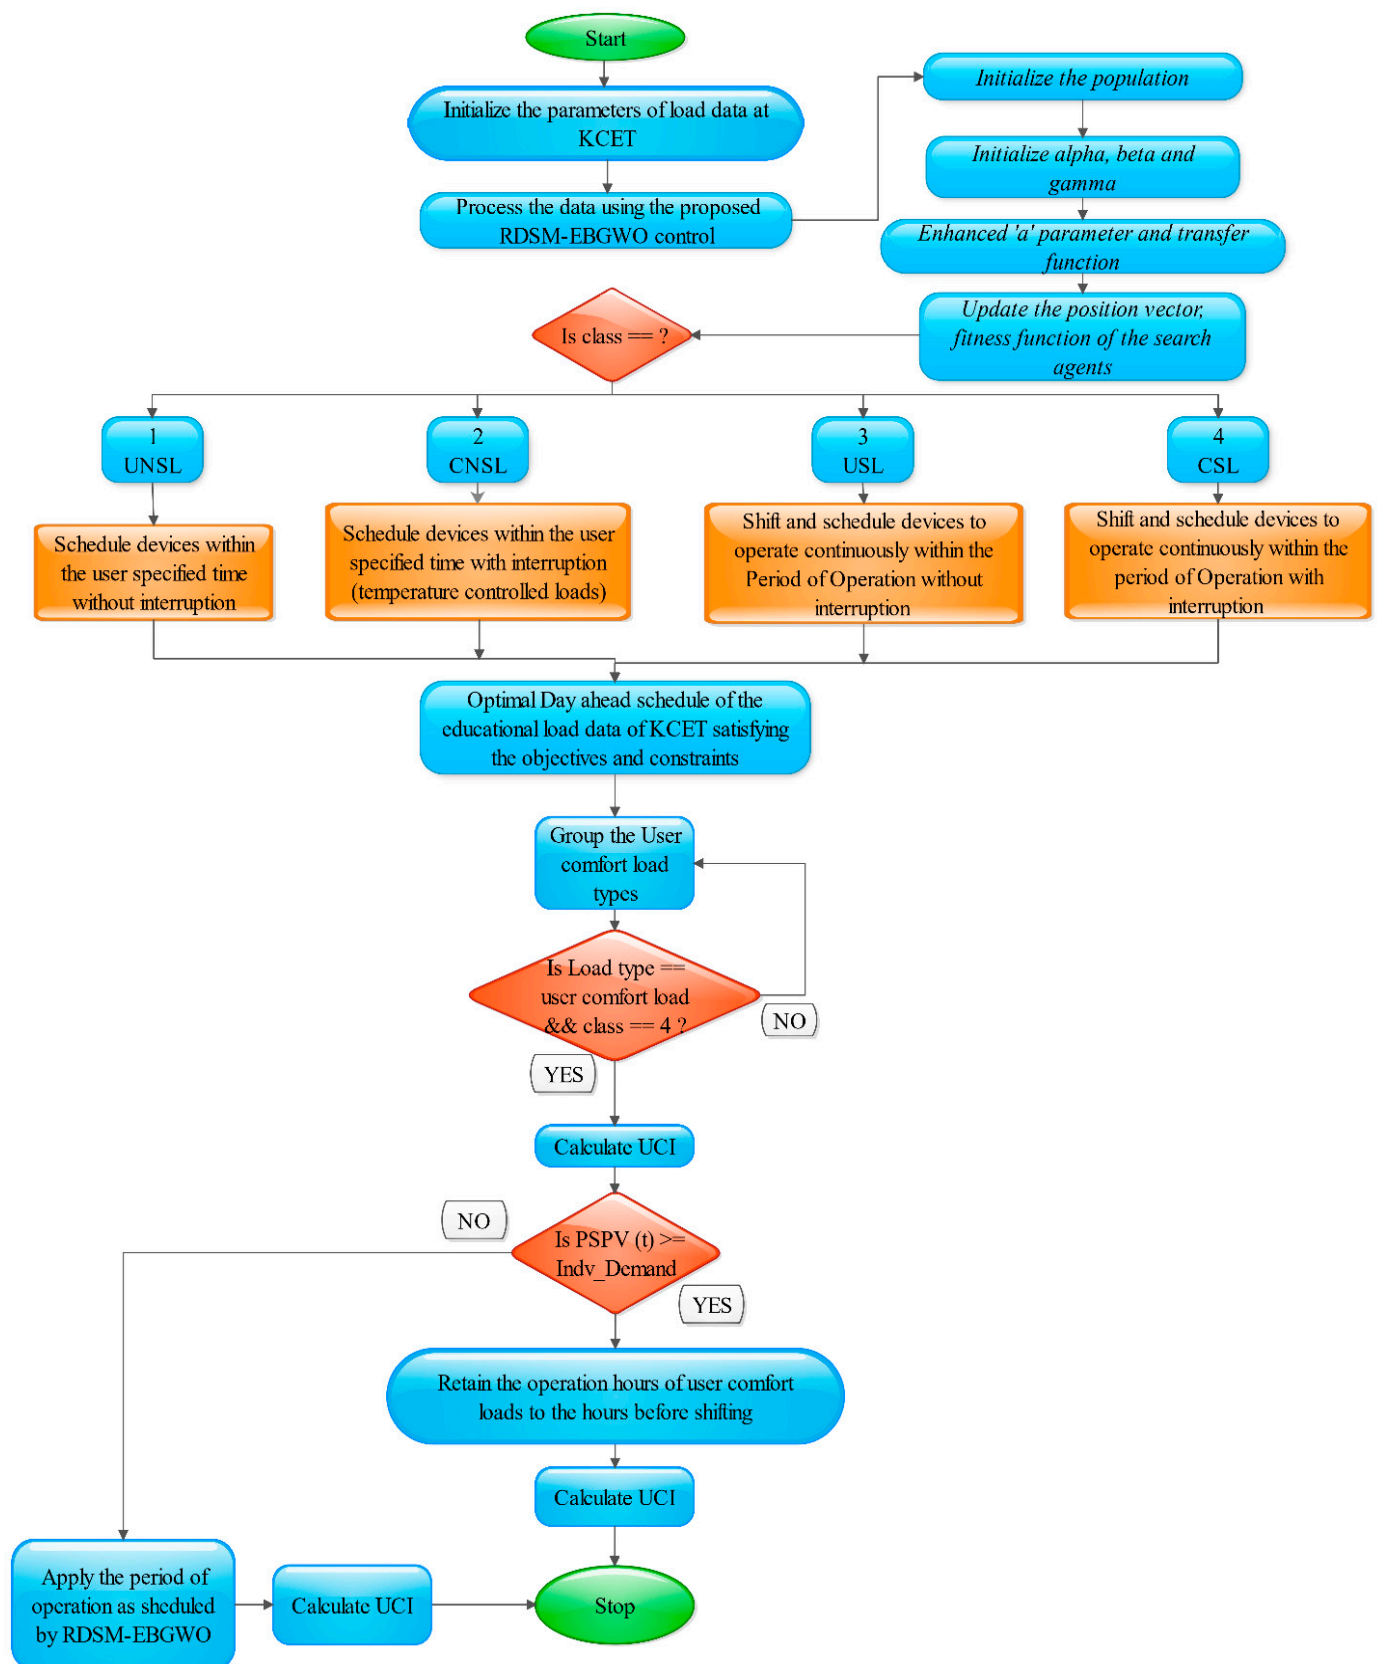 Start
Initialize the parameters of load data at
KCET
Process the data using the proposed
RDSM-EBGWO control
Initialize the population
Initialize alpha, beta and
gamma
Enhanced 'a' parameter and transfer
function
Update the position vector,
fitness function of the search
agents
Is class == ?
1
UNSL
2
CNSL
3
USL
4
CSL
Schedule devices within
the user specified time
without interruption
Schedule devices within the user
specified time with interruption
(temperature controlled loads)
Shift and schedule devices to
operate continuously within the
Period of Operation without
interruption
Shift and schedule devices to
operate continuously within the
period of Operation with
interruption
Optimal Day ahead schedule of the
educational load data of KCET satisfying
the objectives and constraints
Group the User
comfort load
types
Is Load type ==
user comfort load
&& class == 4 ?
NO
YES
Calculate UCI
NO
Is PSPV (t) >=
Indv_Demand
YES
Retain the operation hours of user comfort
loads to the hours before shifting
Calculate UCI
Apply the period of
operation as sheduled
by RDSM-EBGWO
Calculate UCI
Stop